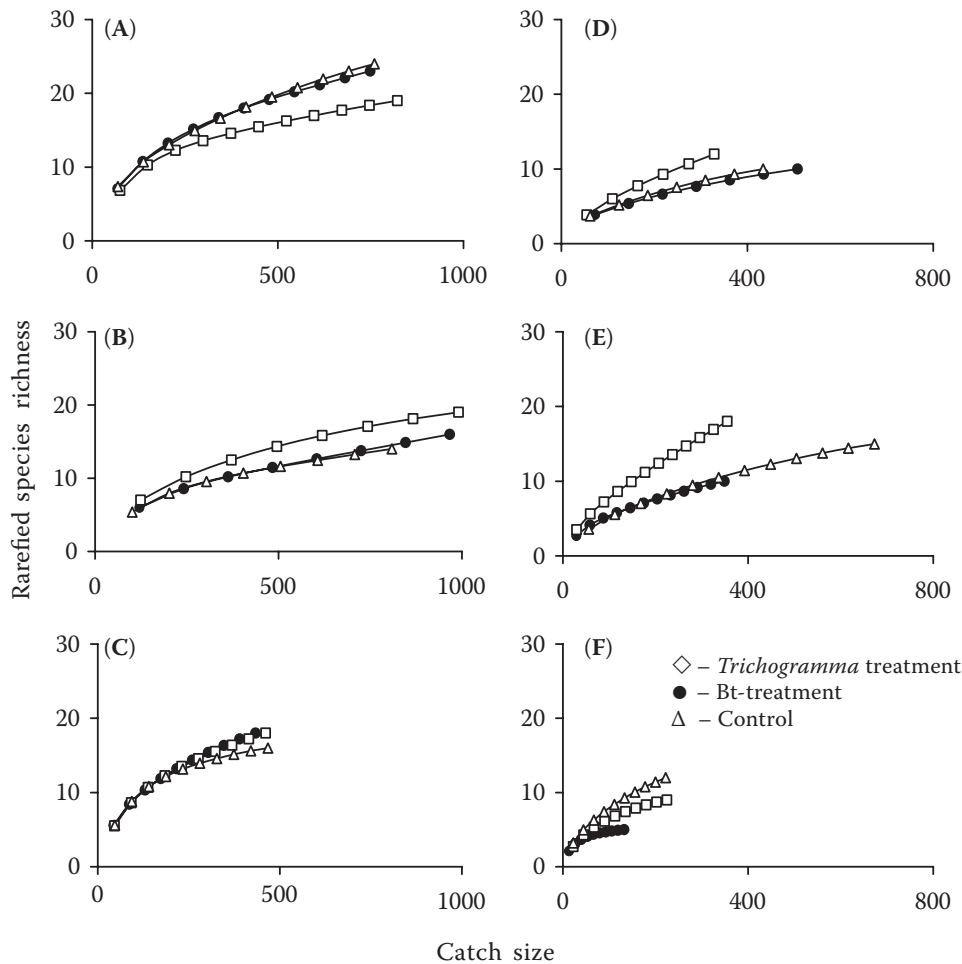 Rarefied species richness
(A)
30
20
10
0
0 500 1000
(D)
30
20
10
0
0 400 800
(B)
30
20
10
0
0 500 1000
(E)
30
20
10
0
0 400 800
(C)
30
20
10
0
0 500 1000
(F)
30
20
10
0
0 400 800
– Trichogramma treatment
– Bt-treatment
– Control
Catch size